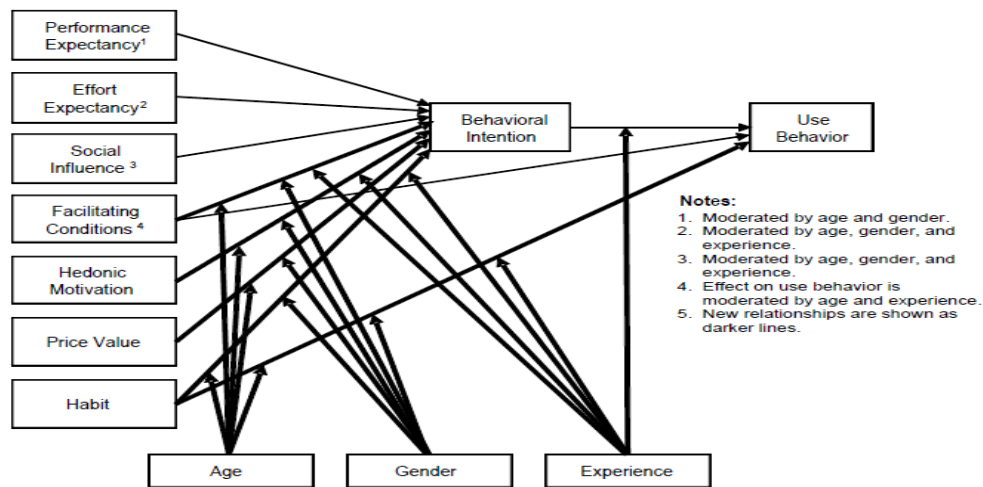 Performance
Expectancy¹
Effort
Expectancy²
Social
Influence ³
Facilitating
Conditions ⁴
Hedonic
Motivation
Price Value
Habit
Behavioral
Intention
Use
Behavior
Notes:
1. Moderated by age and gender.
2. Moderated by age, gender, and
experience.
3. Moderated by age, gender, and
experience.
4. Effect on use behavior is
moderated by age and experience.
5. New relationships are shown as
darker lines.
Age
Gender
Experience